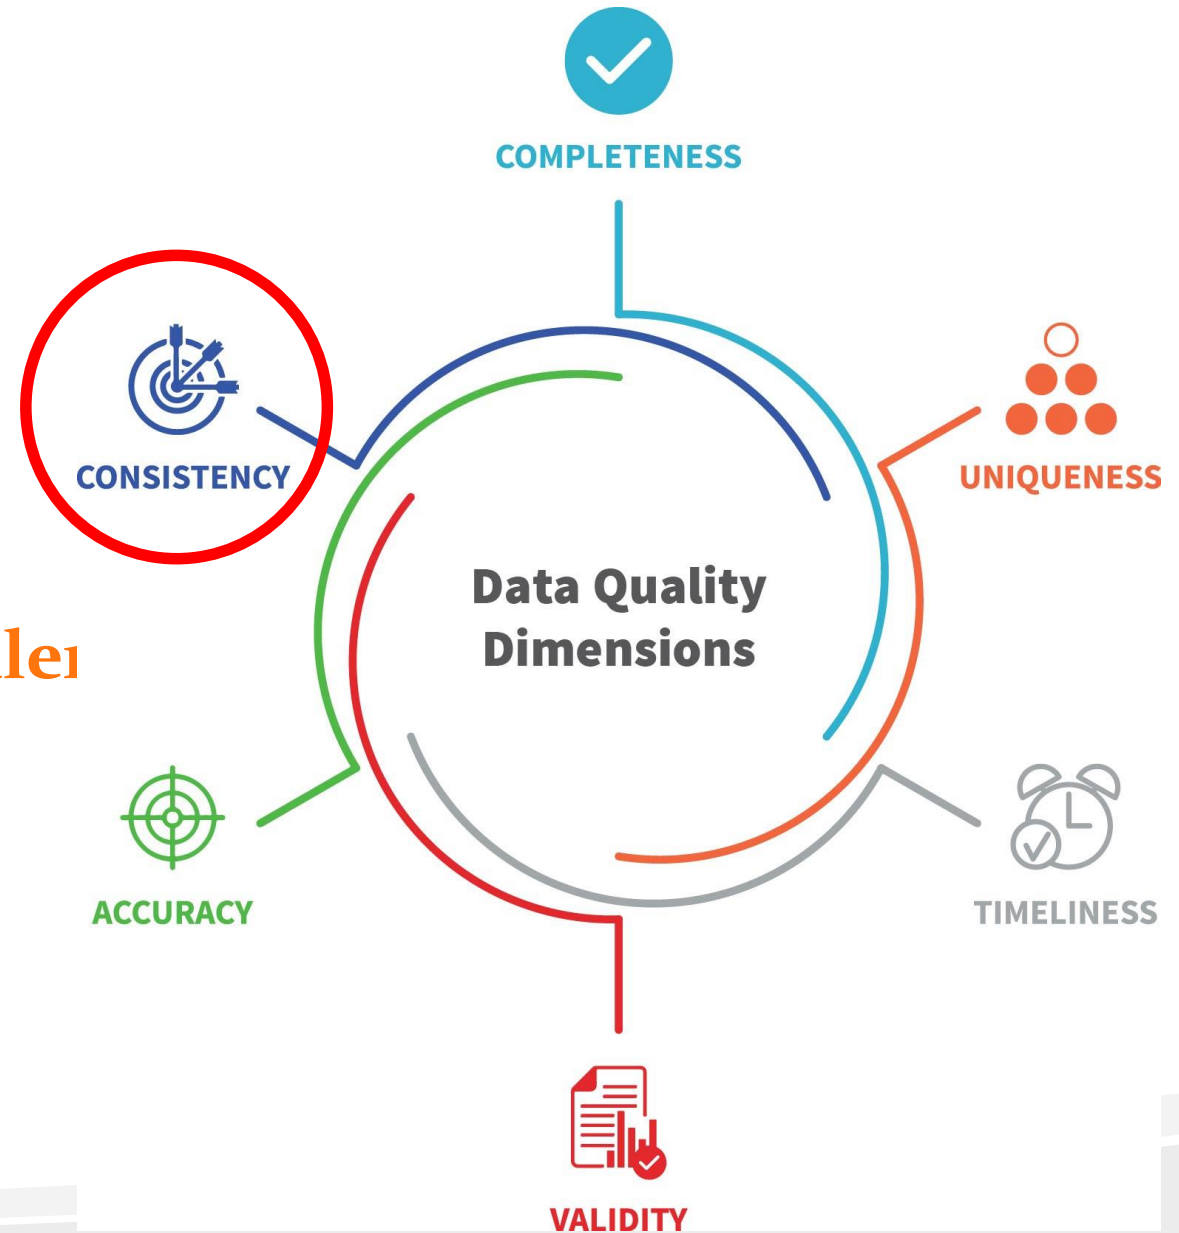 COMPLETENESS
CONSISTENCY
UNIQUENESS
Data Quality
Dimensions
ACCURACY
TIMELINESS
VALIDITY